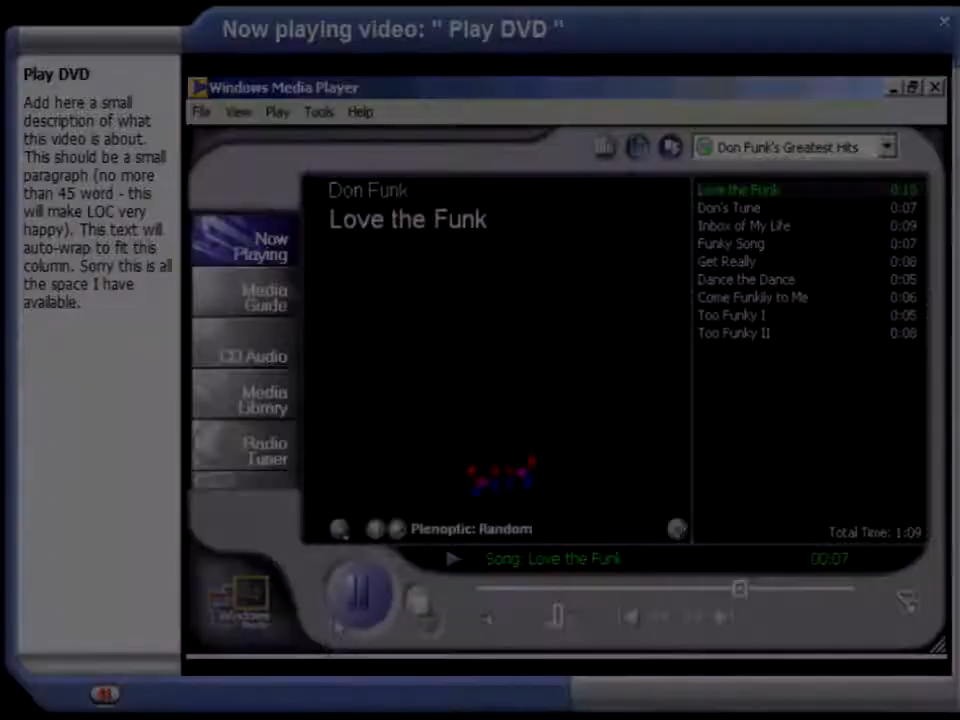 Now playing video: " Play DVD "
Play DVD
Add here a small
description of what
this video is about.
This should be a small
paragraph (no more
than 45 word - this
will make LOC very
happy). This text will
auto-wrap to fit this
column. Sorry this is all
the space I have
available.
Windows Media Player
File View Play Tools Help
Don Funk's Greatest Hits
Don Funk
Love the Funk
Now
Playing
Media
Guide
CD Audio
Media
Library
Radio
Tuner
Love the Funk 0:10
Don's Tune 0:07
Inbox of My Life 0:09
Funky Song 0:07
Get Really 0:08
Dance the Dance 0:05
Come Funkily to Me 0:06
Too Funky I 0:05
Too Funky II 0:08
Plenoptic: Random
Total Time: 1:09
Song: Love the Funk 00:07
Windows